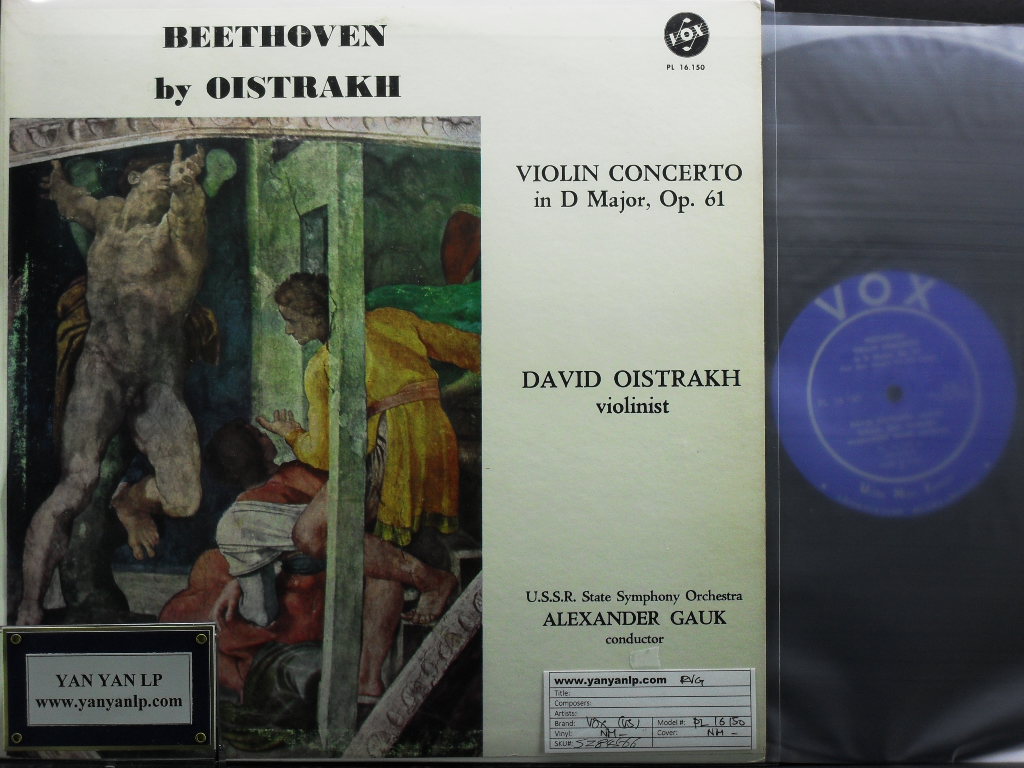 BEETHOVEN
by OISTRAKH
VOX
PL 16.150
VIOLIN CONCERTO
in D Major, Op. 61
DAVID OISTRAKH
violinist
U.S.S.R. State Symphony Orchestra
ALEXANDER GAUK
conductor
YAN YAN LP
www.yanyanlp.com
www.yanyanlp.com
Title:
Composers:
Artists:
Brand: VOX (US) Model #: PL 16150
Vinyl: NM - Cover: NM -
SKU#:
VOX